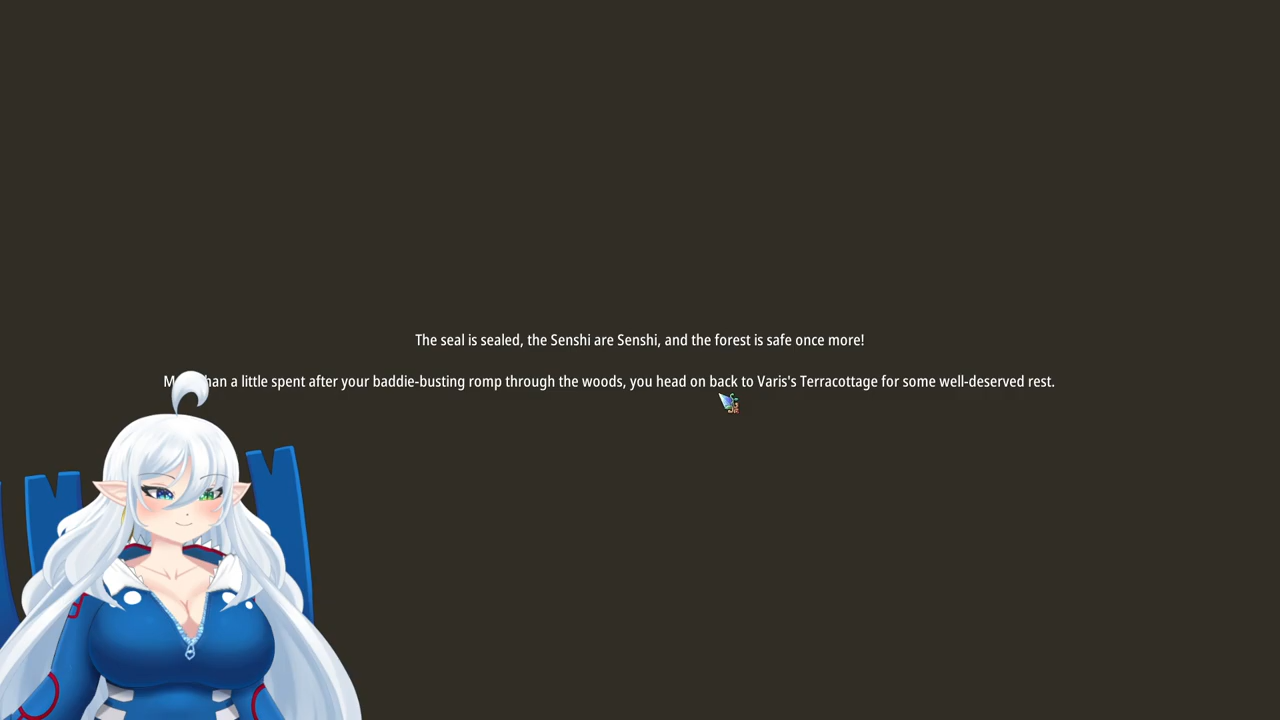 The seal is sealed, the Senshi are Senshi, and the forest is safe once more!
than a little spent after your baddie-busting romp through the woods, you head on back to Varis's Terracottage for some well-deserved rest.